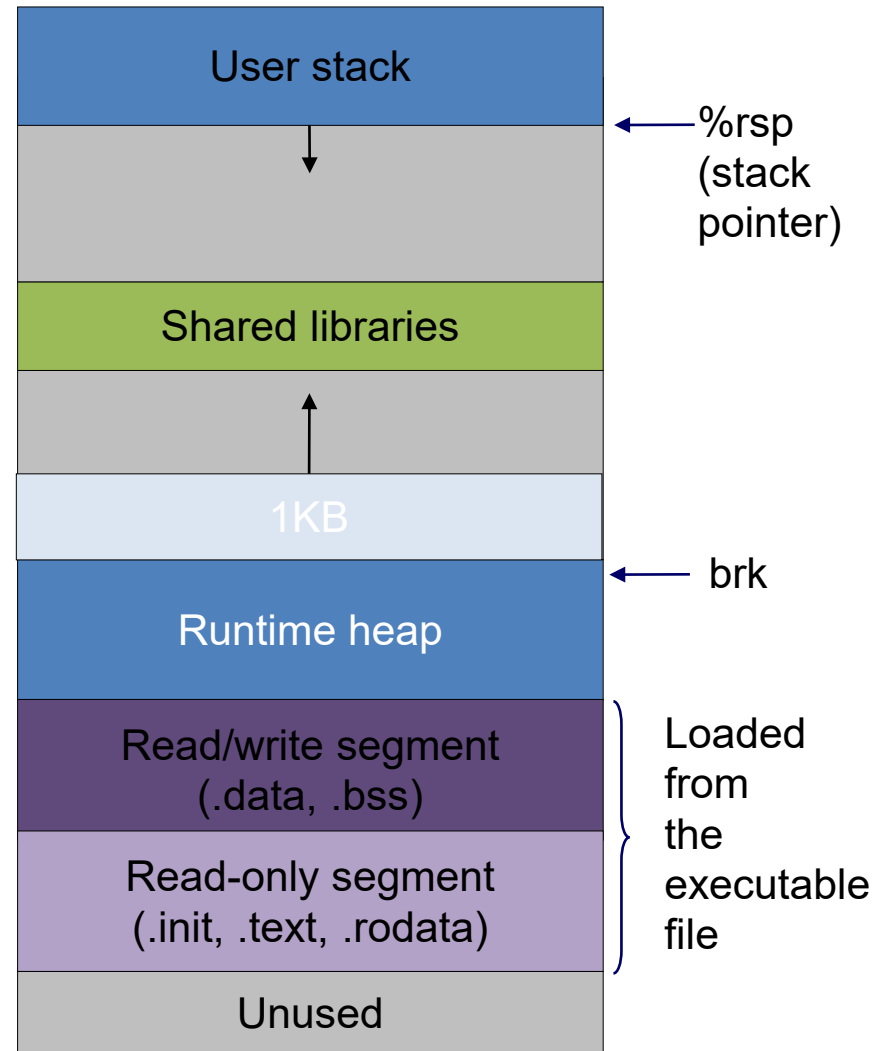 User stack
%rsp
(stack
pointer)
Shared libraries
1KB
brk
Runtime heap
Read/write segment
(.data, .bss)
Read-only segment
(.init, .text, .rodata)
Loaded
from
the
executable
file
Unused